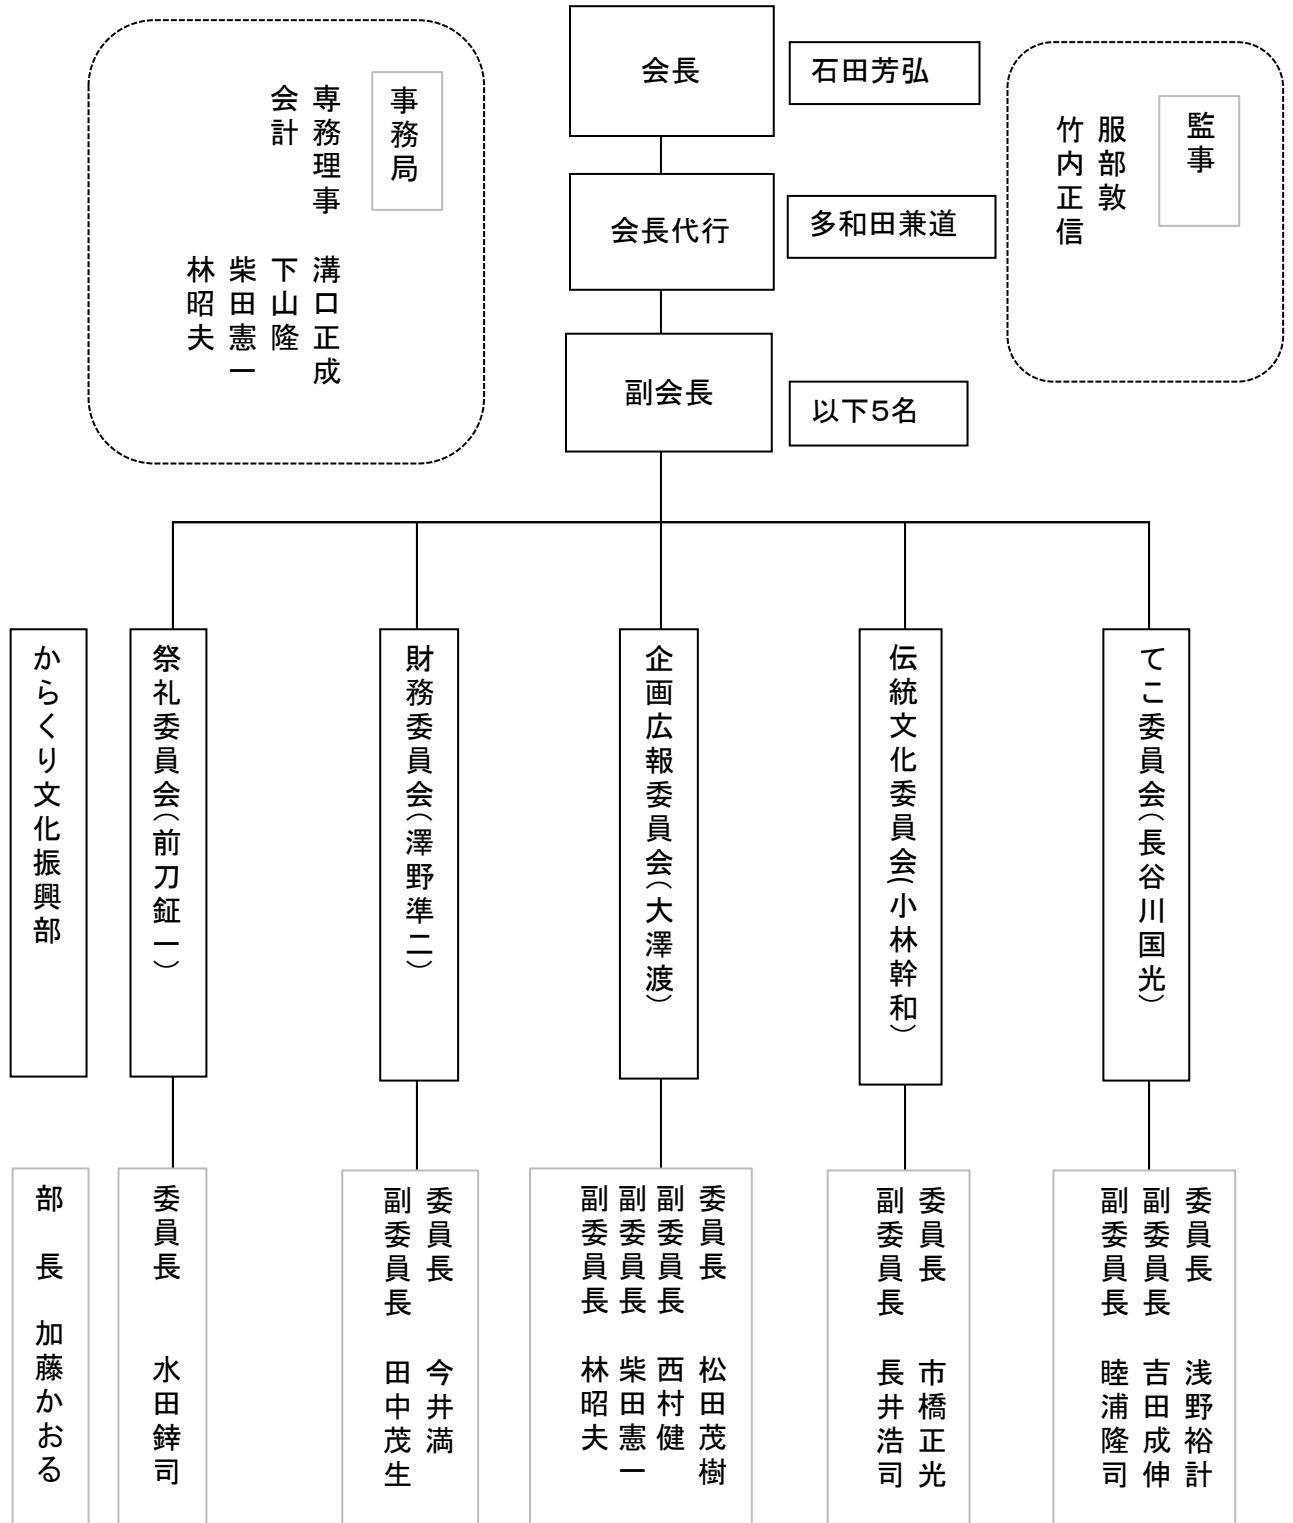 会長
石田芳弘
会長代行
多和田兼道
副会長
以下5名
監事
服部敦
竹内正信
事務局
専務理事　溝口正成
会計　下山隆
柴田憲一
林昭夫
てこ委員会(長谷川国光)
伝統文化委員会(小林幹和)
企画広報委員会(大澤渡)
財務委員会(澤野準二)
祭礼委員会(前刀鉦一)
からくり文化振興部
委員長　浅野裕計
副委員長　吉田成伸
副委員長　睦浦隆司
委員長　市橋正光
副委員長　長井浩司
委員長　松田茂樹
副委員長　西村健
副委員長　柴田憲一
副委員長　林昭夫
委員長　今井満
副委員長　田中茂生
委員長　水田鋅司
部　長　加藤かおる